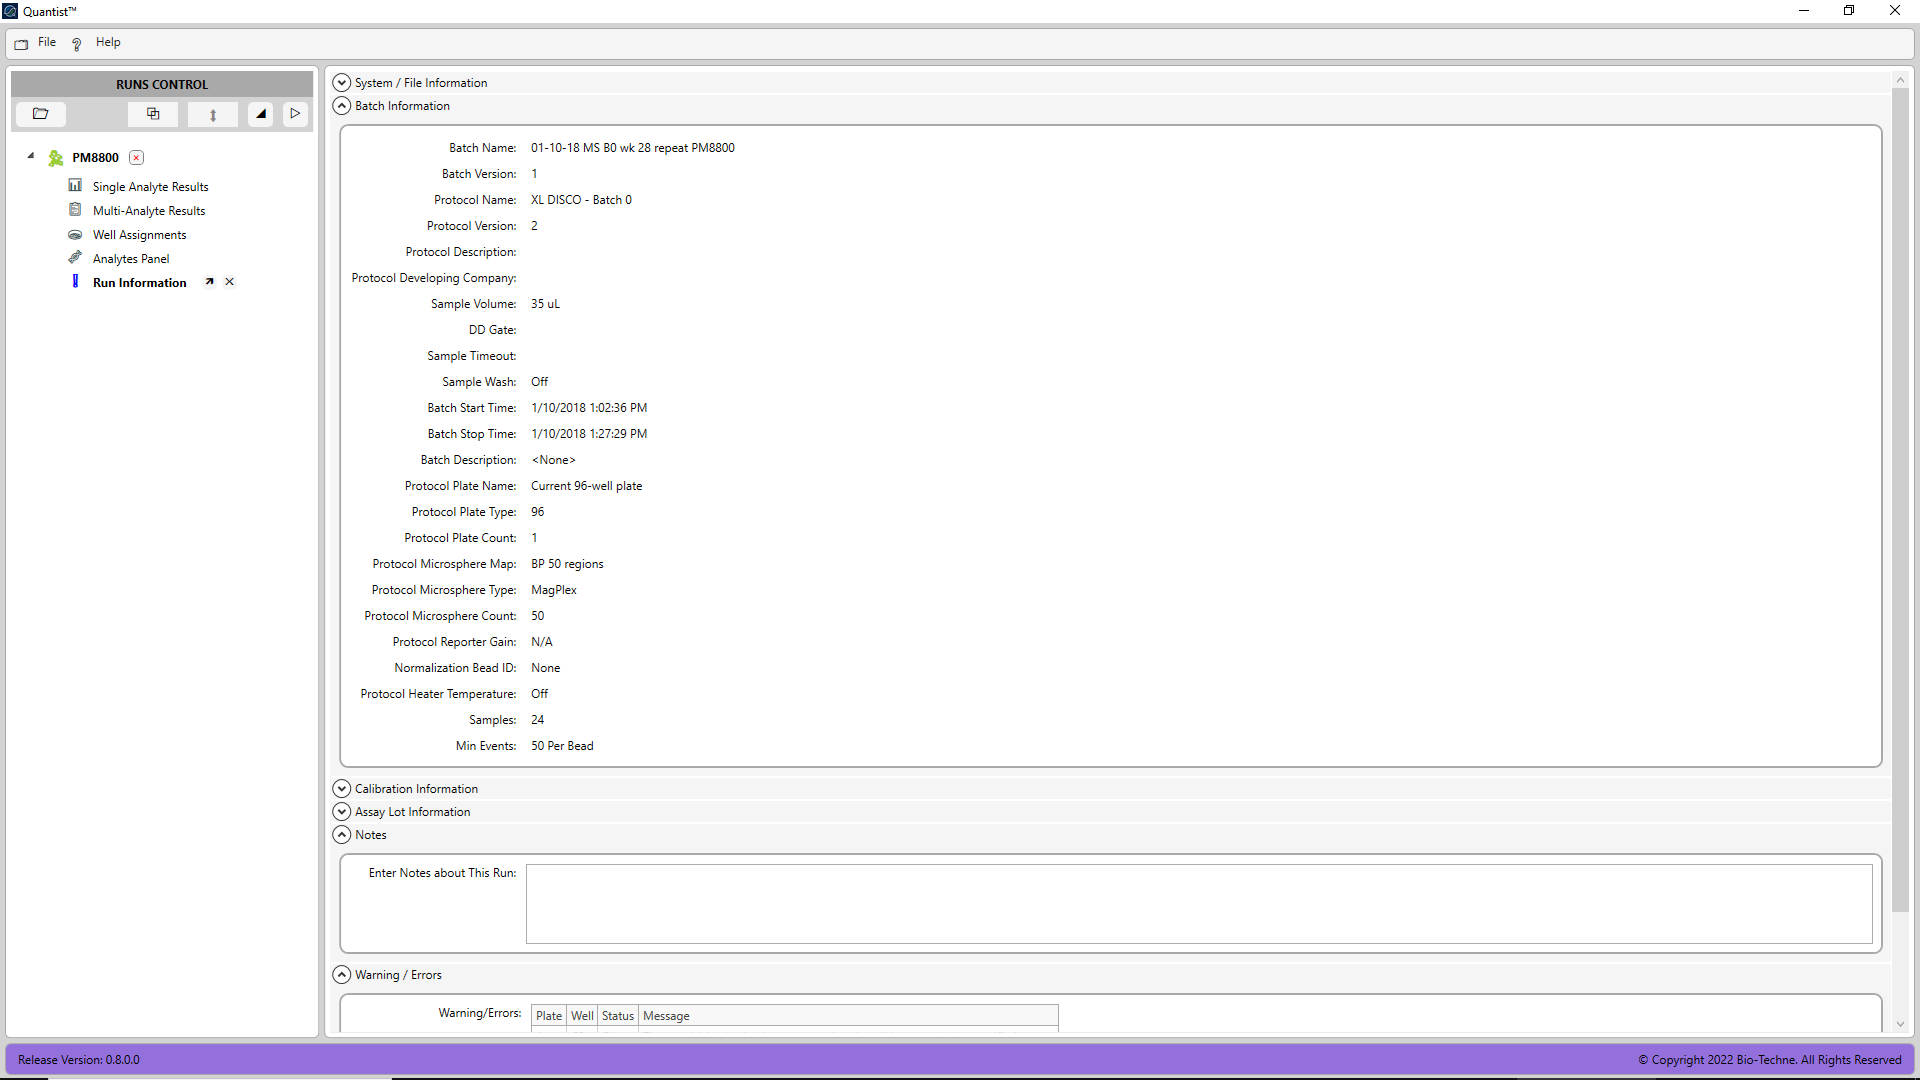 Quantist™
File Help
RUNS CONTROL
PM8800
Single Analyte Results
Multi-Analyte Results
Well Assignments
Analytes Panel
Run Information
System / File Information
Batch Information
Batch Name: 01-10-18 MS B0 wk 28 repeat PM8800
Batch Version: 1
Protocol Name: XL DISCO - Batch 0
Protocol Version: 2
Protocol Description:
Protocol Developing Company:
Sample Volume: 35 uL
DD Gate:
Sample Timeout:
Sample Wash: Off
Batch Start Time: 1/10/2018 1:02:36 PM
Batch Stop Time: 1/10/2018 1:27:29 PM
Batch Description: <None>
Protocol Plate Name: Current 96-well plate
Protocol Plate Type: 96
Protocol Plate Count: 1
Protocol Microsphere Map: BP 50 regions
Protocol Microsphere Type: MagPlex
Protocol Microsphere Count: 50
Protocol Reporter Gain: N/A
Normalization Bead ID: None
Protocol Heater Temperature: Off
Samples: 24
Min Events: 50 Per Bead
Calibration Information
Assay Lot Information
Notes
Enter Notes about This Run:
Warning / Errors
Warning/Errors: Plate Well Status Message
Release Version: 0.8.0.0
© Copyright 2022 Bio-Techne. All Rights Reserved